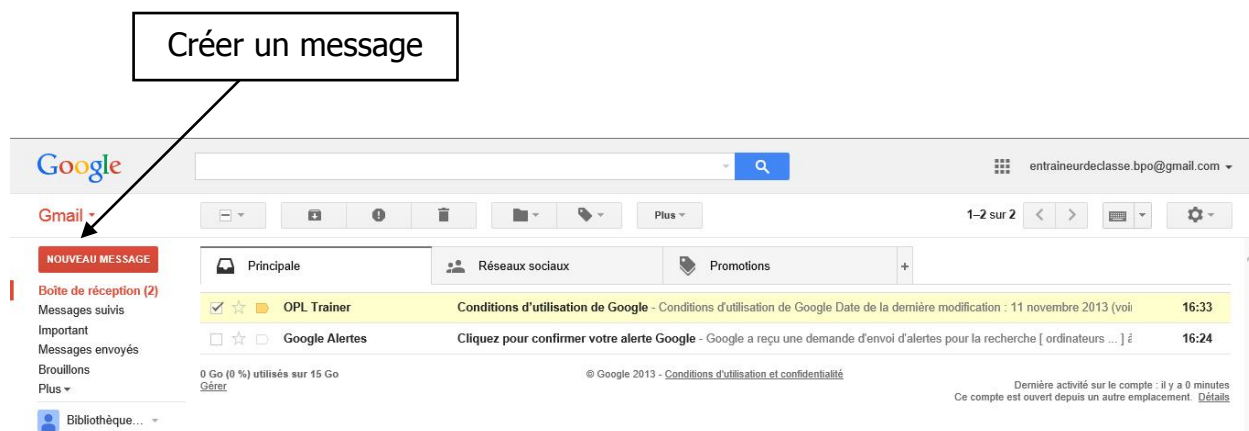 Créer un message
Google
entraineurdeclasse.bpo@gmail.com
Gmail
Plus
1–2 sur 2
NOUVEAU MESSAGE
Principale
Réseaux sociaux
Promotions
+
Boîte de réception (2)
Messages suivis
Important
Messages envoyés
Brouillons
Plus
Bibliothèque…
OPL Trainer Conditions d'utilisation de Google - Conditions d'utilisation de Google Date de la dernière modification : 11 novembre 2013 (voi 16:33
Google Alertes Cliquez pour confirmer votre alerte Google - Google a reçu une demande d'envoi d'alertes pour la recherche [ ordinateurs ... ] à 16:24
0 Go (0 %) utilisés sur 15 Go
Gérer
© Google 2013 - Conditions d'utilisation et confidentialité
Dernière activité sur le compte : il y a 0 minutes
Ce compte est ouvert depuis un autre emplacement. Détails